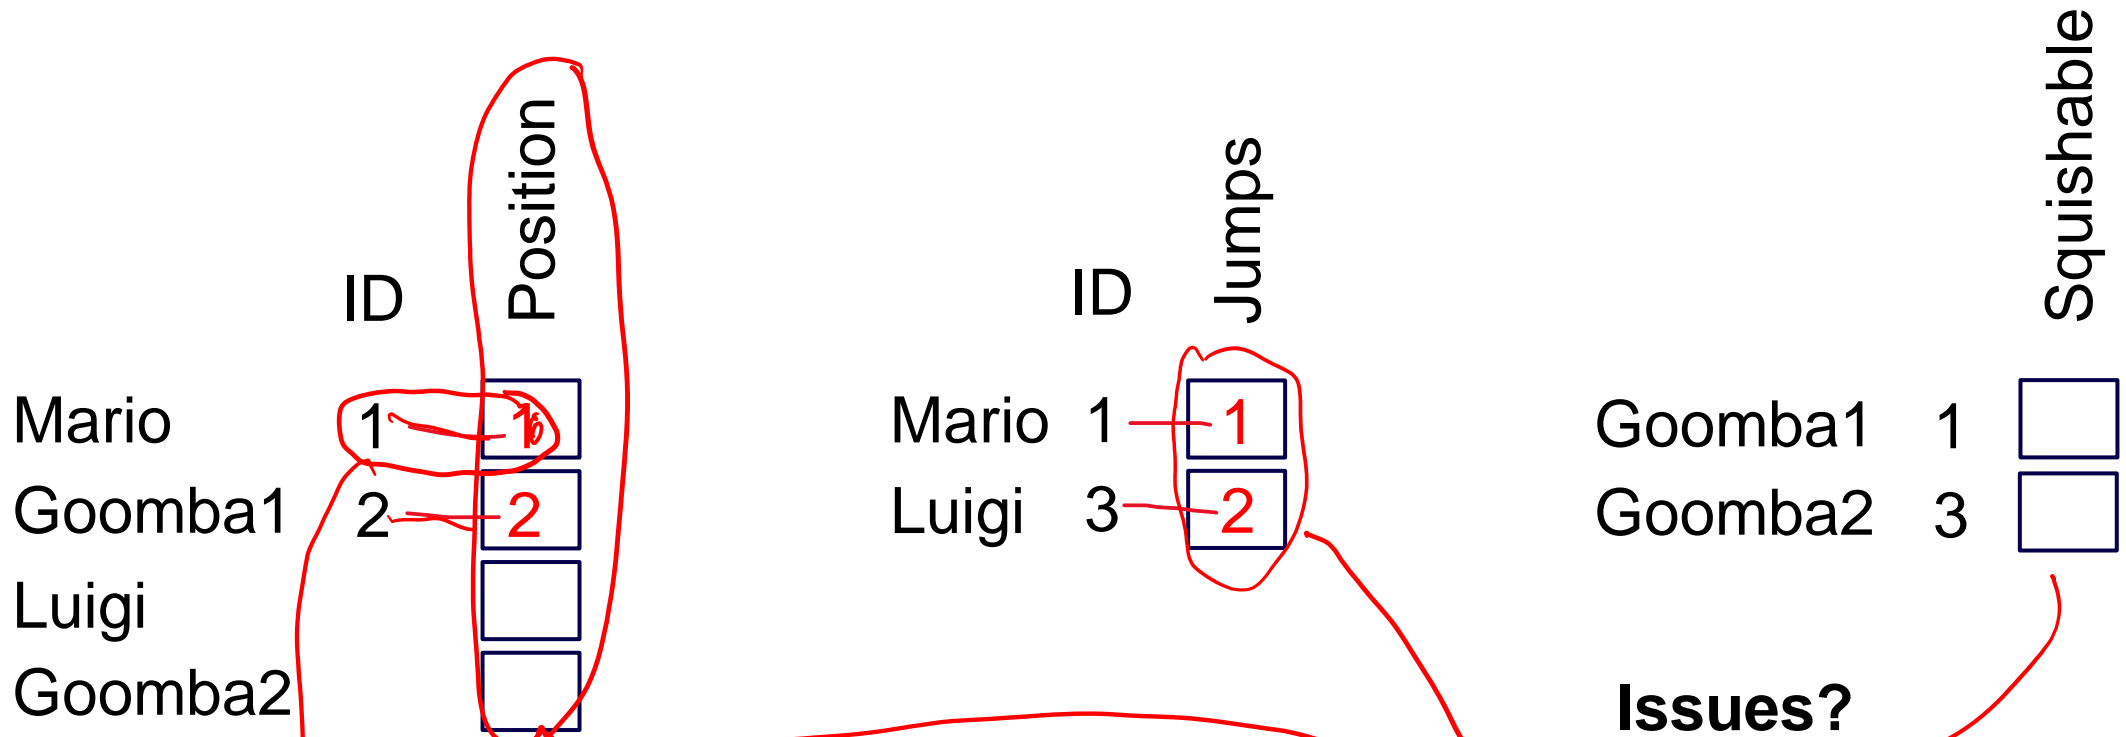 Squishable
Position
Jumps
ID
ID
Mario 1 1
Mario 1 1
Goomba1 1
Goomba1 2 2
Luigi 3 2
Goomba2 3
Luigi
Goomba2
Issues?